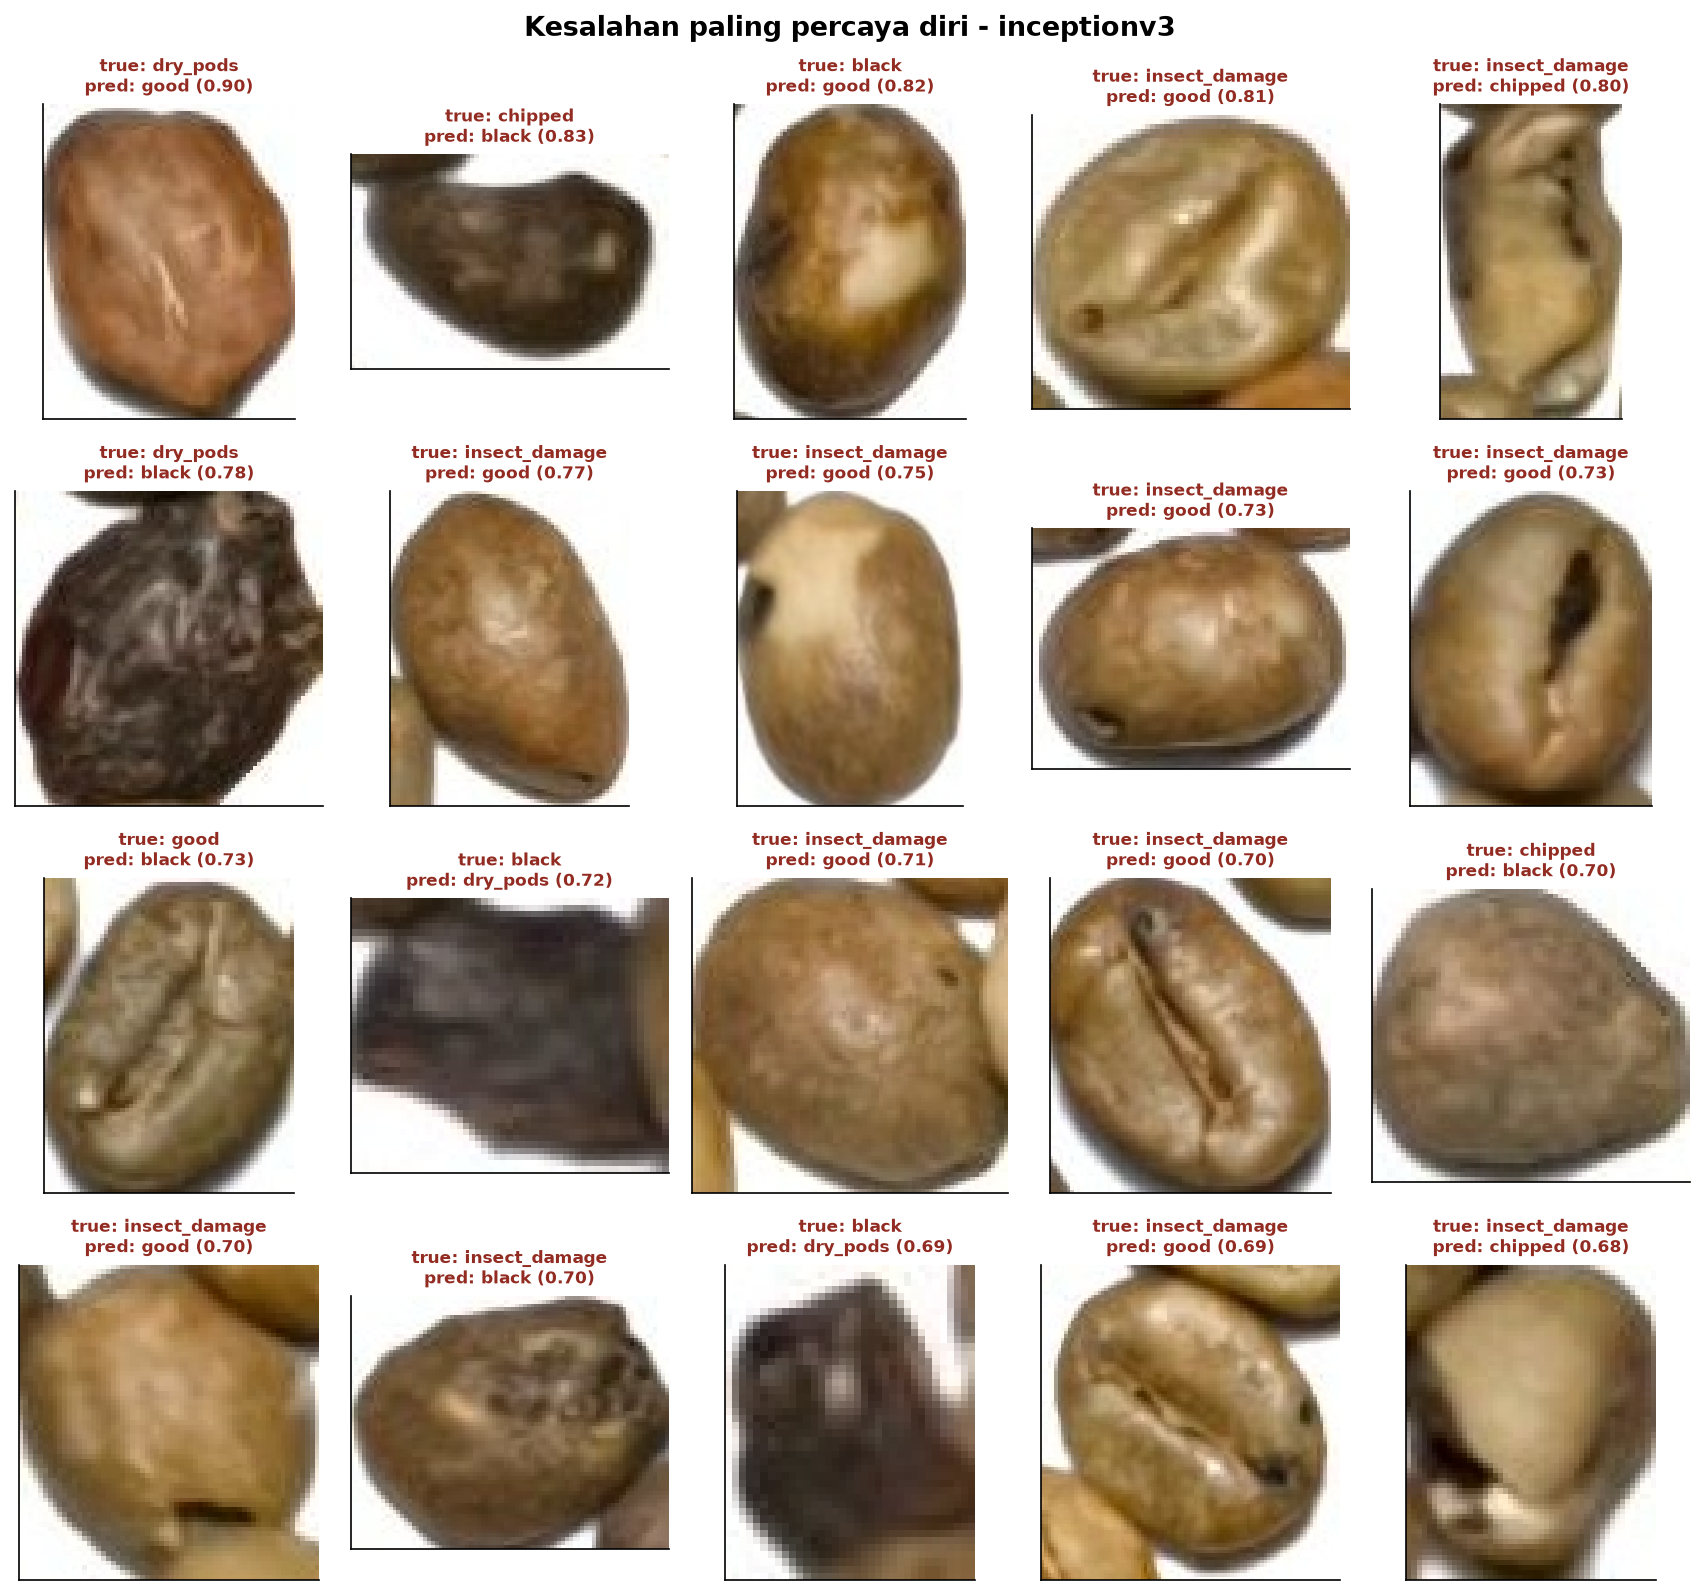 Kesalahan paling percaya diri - inceptionv3
true: dry_pods
pred: good (0.90)
true: chipped
pred: black (0.83)
true: black
pred: good (0.82)
true: insect_damage
pred: good (0.81)
true: insect_damage
pred: chipped (0.80)
true: dry_pods
pred: black (0.78)
true: insect_damage
pred: good (0.77)
true: insect_damage
pred: good (0.75)
true: insect_damage
pred: good (0.73)
true: insect_damage
pred: good (0.73)
true: good
pred: black (0.73)
true: black
pred: dry_pods (0.72)
true: insect_damage
pred: good (0.71)
true: insect_damage
pred: good (0.70)
true: chipped
pred: black (0.70)
true: insect_damage
pred: good (0.70)
true: insect_damage
pred: black (0.70)
true: black
pred: dry_pods (0.69)
true: insect_damage
pred: good (0.69)
true: insect_damage
pred: chipped (0.68)